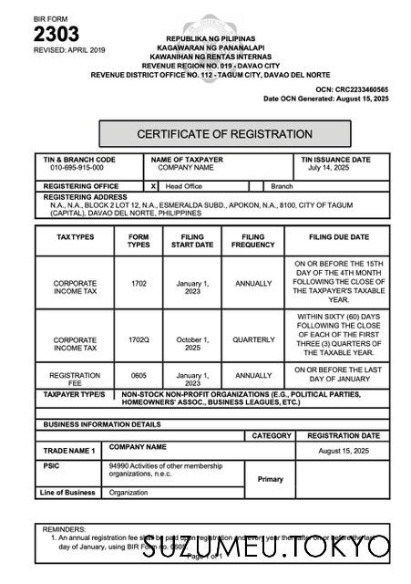 BIR FORM
2303
REVISED: APRIL 2019
REPUBLIKA NG PILIPINAS
KAGAWARAN NG PANANALAPI
KAWANIHAN NG RENTAS INTERNAS
REVENUE REGION NO. 019 - DAVAO CITY
REVENUE DISTRICT OFFICE NO. 112 - TAGUM CITY, DAVAO DEL NORTE
OCN: CRC2233460565
Date OCN Generated: August 15, 2025
CERTIFICATE OF REGISTRATION
TIN & BRANCH CODE NAME OF TAXPAYER TIN ISSUANCE DATE
010-695-915-000 COMPANY NAME July 14, 2025
REGISTERING OFFICE X Head Office Branch
REGISTERED ADDRESS
N.A., N.A., BLOCK 2 LOT 12, N.A., ESMERALDA SUBD., APOKON, N.A., 8100, CITY OF TAGUM
(CAPITAL), DAVAO DEL NORTE, PHILIPPINES
TAX TYPES FORM TYPES FILING START DATE FILING FREQUENCY FILING DUE DATE
CORPORATE INCOME TAX 1702 January 1, 2023 ANNUALLY ON OR BEFORE THE 15TH
DAY OF THE 4TH MONTH
FOLLOWING THE CLOSE OF
THE TAXPAYER'S TAXABLE
YEAR.
CORPORATE INCOME TAX 1702Q October 1, 2025 QUARTERLY WITHIN SIXTY (60) DAYS
FOLLOWING THE CLOSE
OF EACH OF THE FIRST
THREE (3) QUARTERS OF
THE TAXABLE YEAR.
REGISTRATION FEE 0605 January 1, 2023 ANNUALLY ON OR BEFORE THE LAST
DAY OF JANUARY
TAXPAYER TYPE/S NON-STOCK NON-PROFIT ORGANIZATIONS (E.G., POLITICAL PARTIES,
HOMEOWNERS' ASSOC., BUSINESS LEAGUES, ETC.)
BUSINESS INFORMATION DETAILS
CATEGORY REGISTRATION DATE
TRADE NAME 1 COMPANY NAME August 15, 2025
PSIC 94990 Activities of other membership
organizations, n.e.c.
Primary
Line of Business Organization
REMINDERS:
1. An annual registration fee shall be paid upon registration and every year thereafter on or before the last
day of January, using BIR Form no. 0605
Page 1 of 1
SUZUMEU.TOKYO